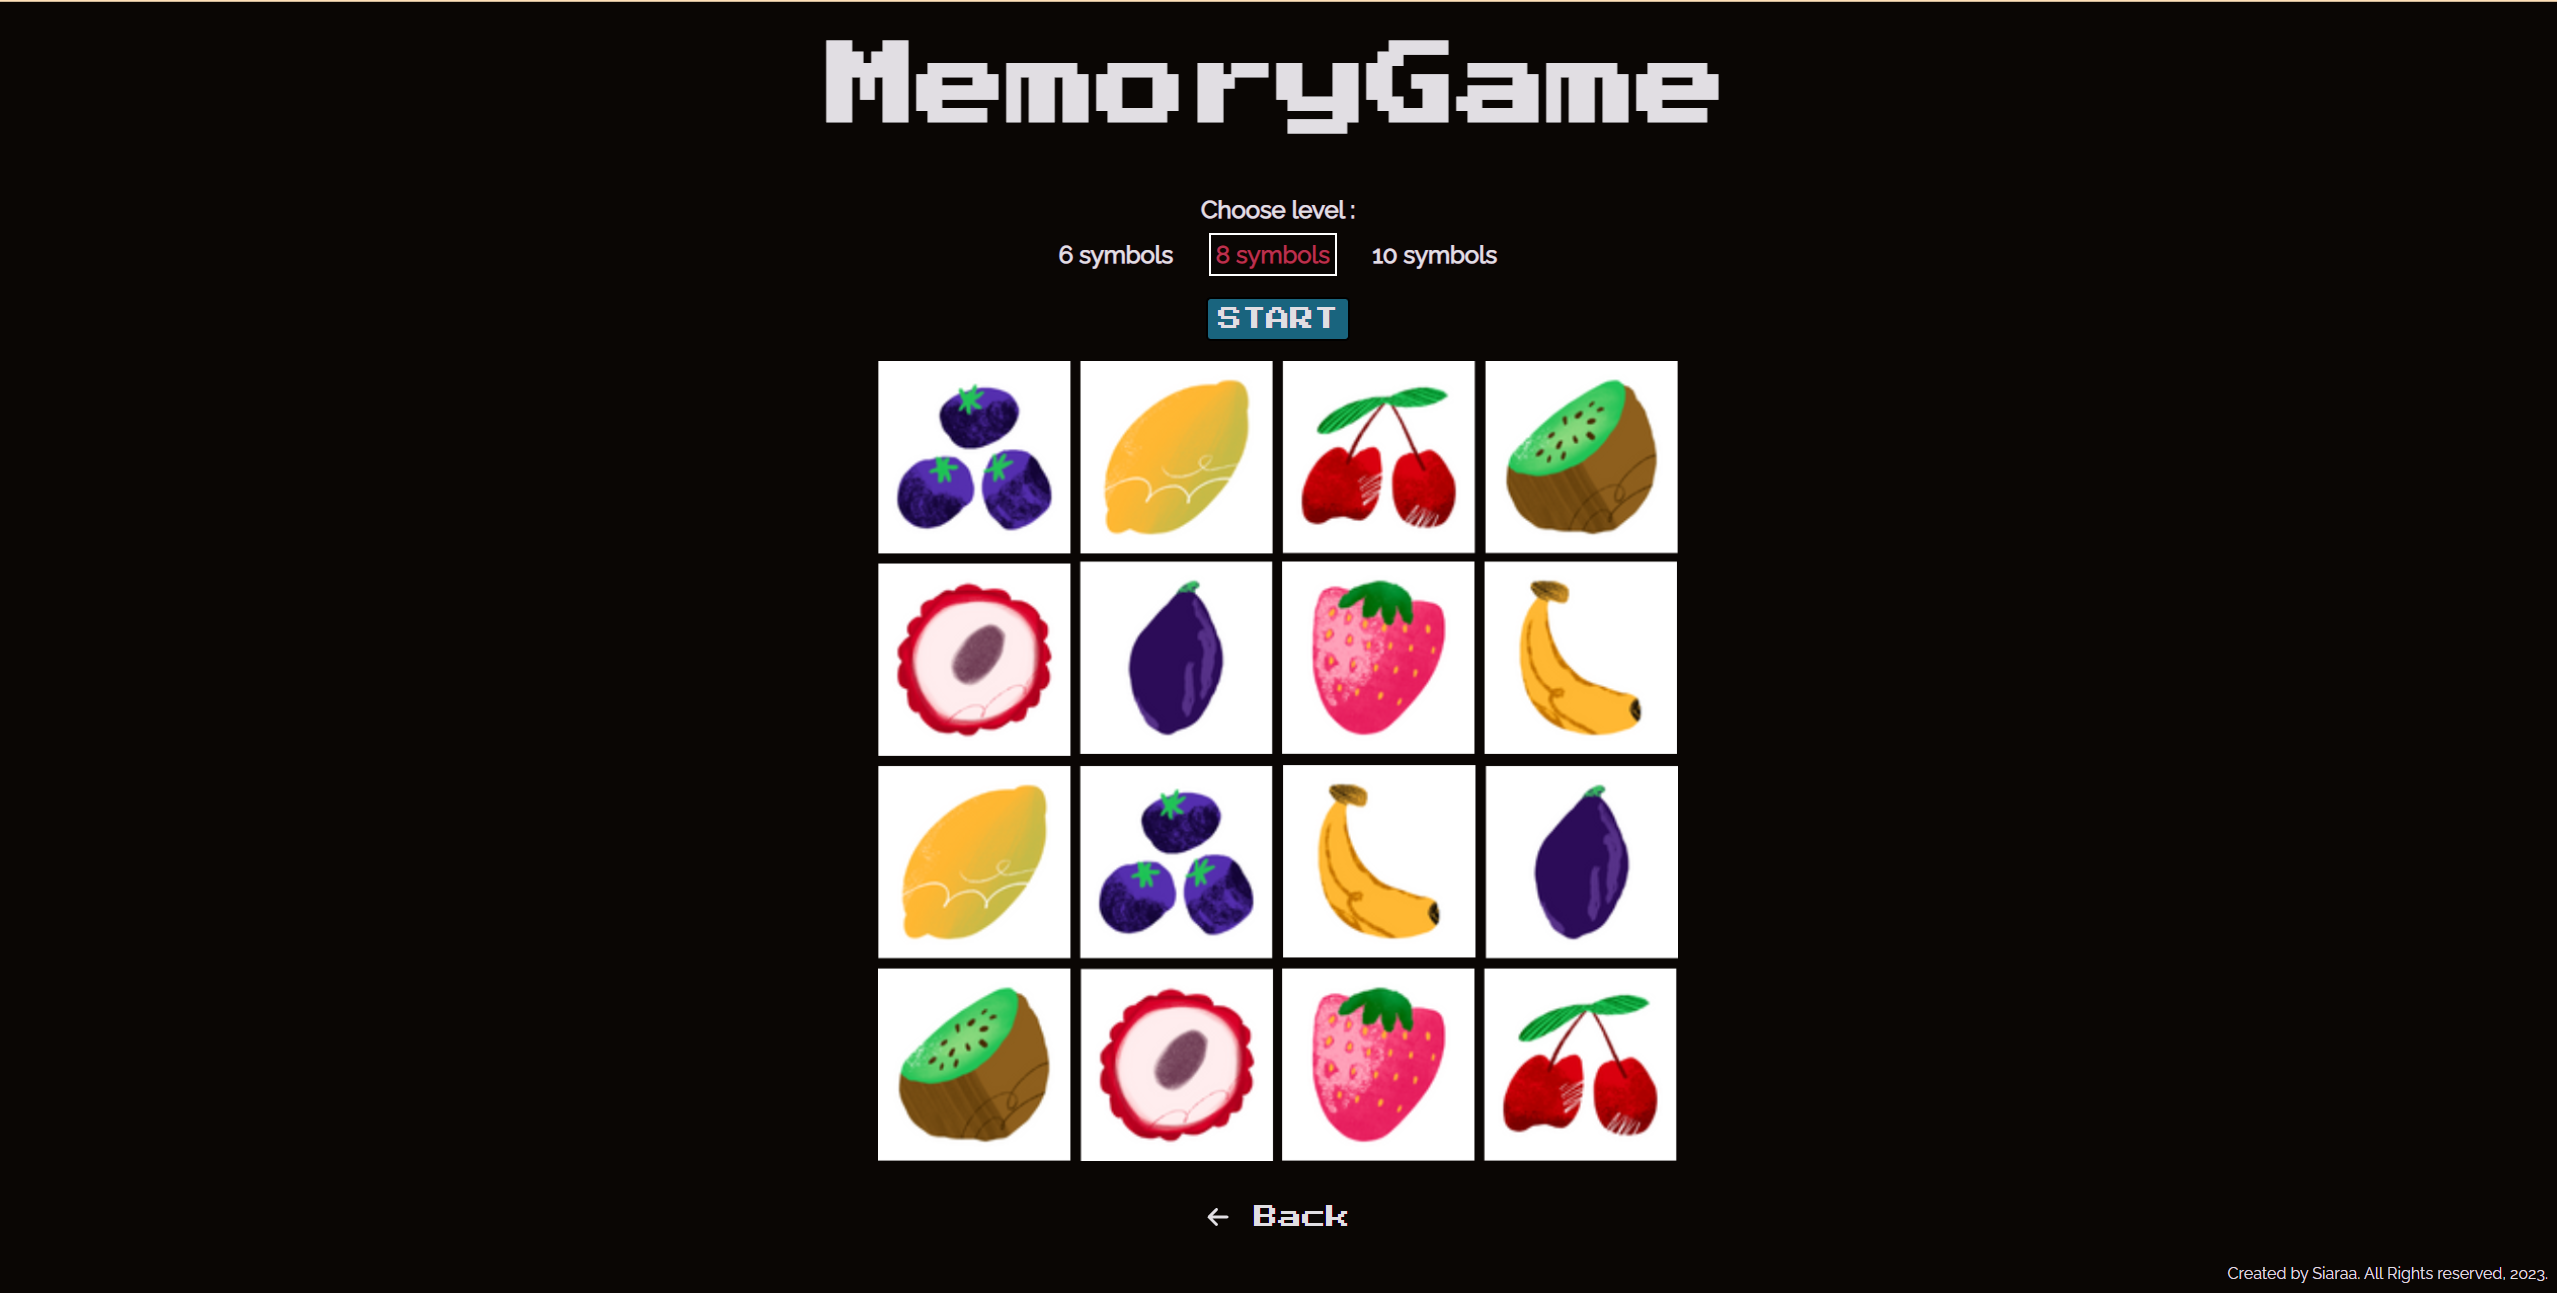 MemoryGame
Choose level :
6 symbols 8 symbols 10 symbols
START
← Back
Created by Siaraa. All Rights reserved, 2023.